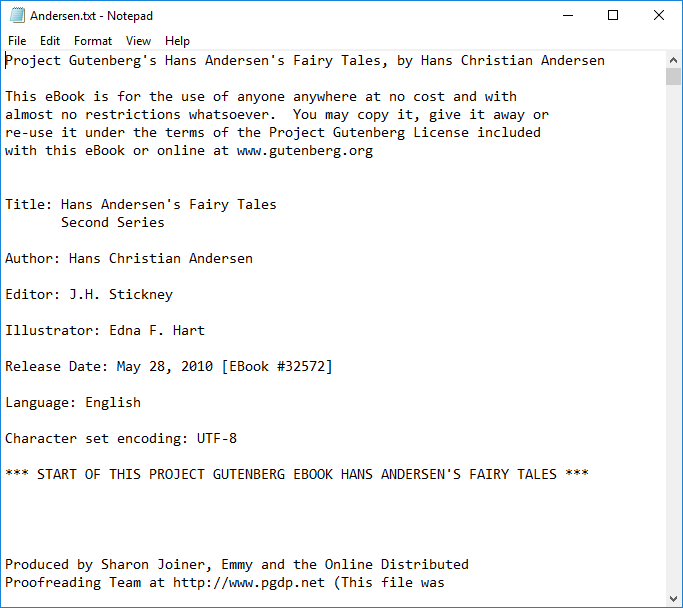 Andersen.txt - Notepad
File Edit Format View Help
Project Gutenberg's Hans Andersen's Fairy Tales, by Hans Christian Andersen
This eBook is for the use of anyone anywhere at no cost and with
almost no restrictions whatsoever.  You may copy it, give it away or
re-use it under the terms of the Project Gutenberg License included
with this eBook or online at www.gutenberg.org
Title: Hans Andersen's Fairy Tales
Second Series
Author: Hans Christian Andersen
Editor: J.H. Stickney
Illustrator: Edna F. Hart
Release Date: May 28, 2010 [EBook #32572]
Language: English
Character set encoding: UTF-8
*** START OF THIS PROJECT GUTENBERG EBOOK HANS ANDERSEN'S FAIRY TALES ***
Produced by Sharon Joiner, Emmy and the Online Distributed
Proofreading Team at http://www.pgdp.net (This file was